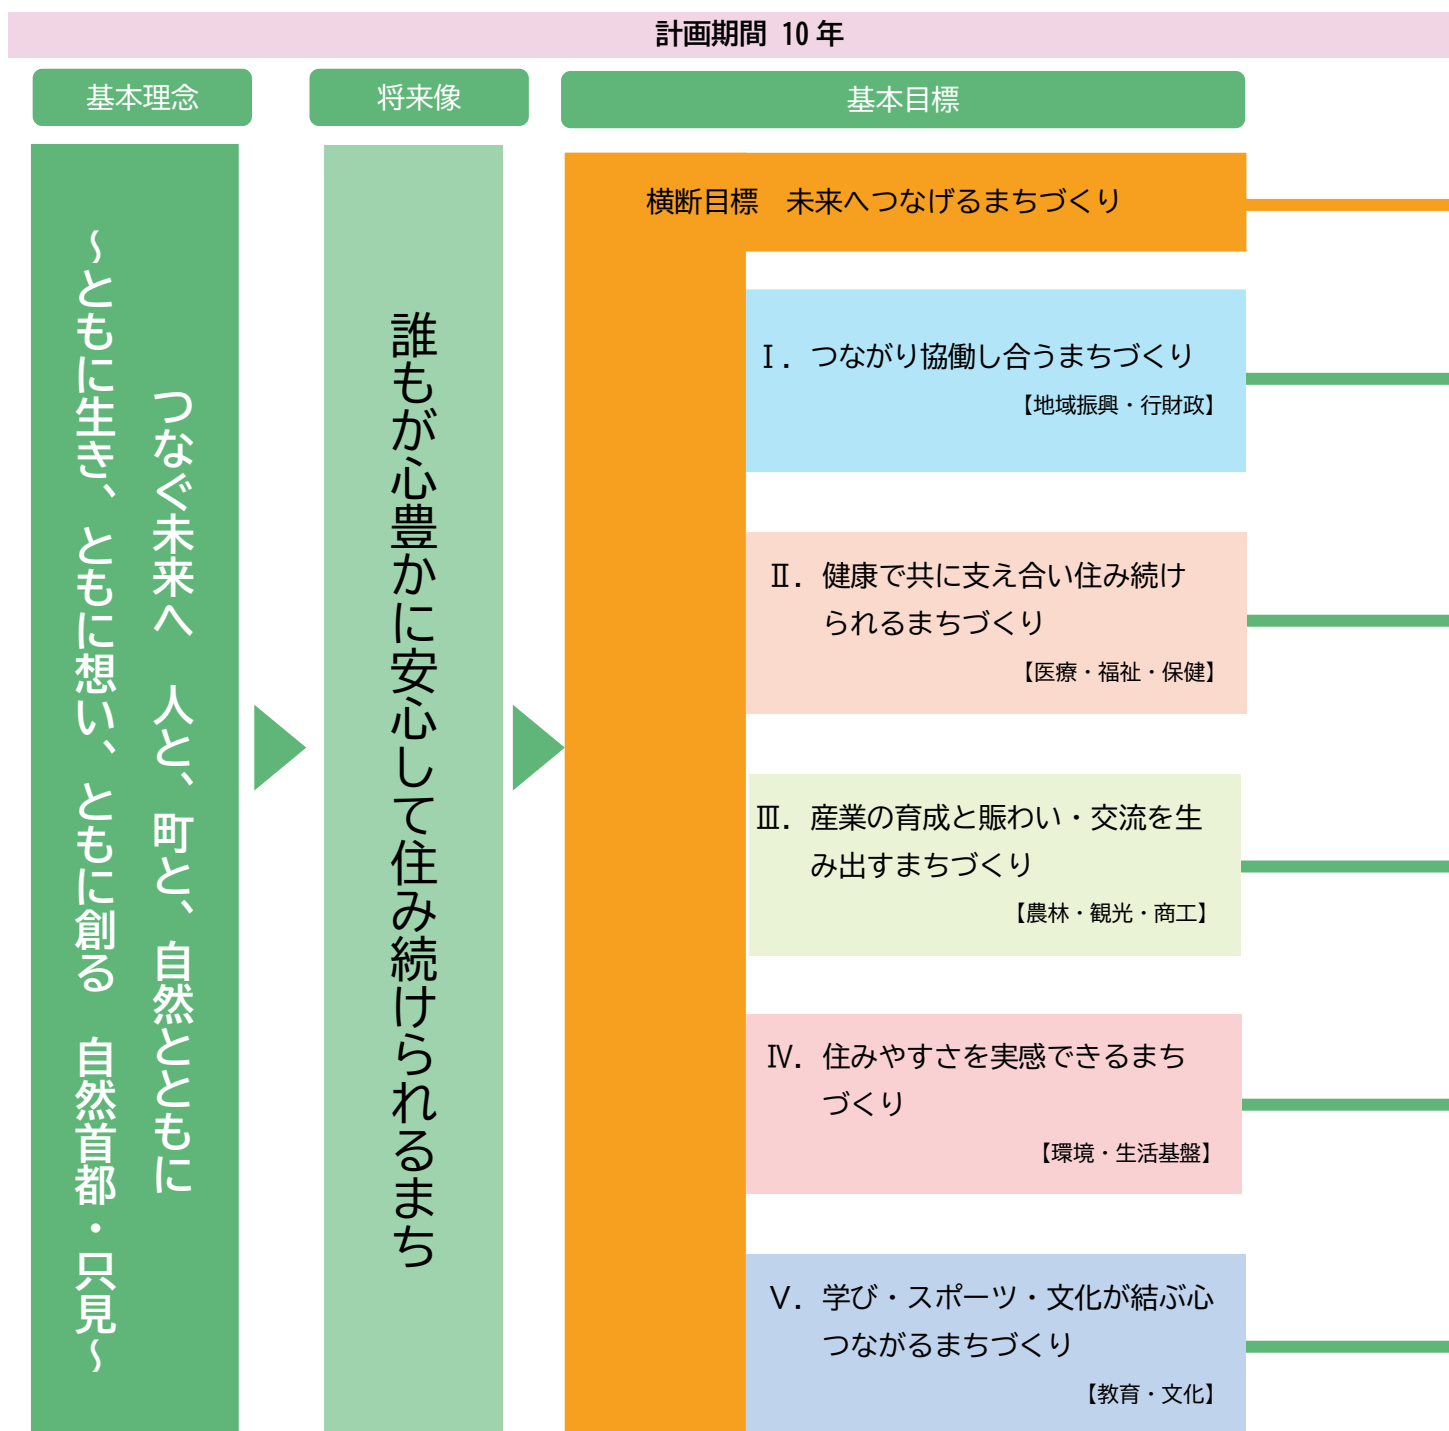 計画期間 10年
基本理念
将来像
基本目標
つなぐ未来へ 人と、町と、自然とともに
～ともに生き、ともに想い、ともに創る 自然首都・只見～
誰もが心豊かに安心して住み続けられるまち
横断目標 未来へつなげるまちづくり
Ⅰ．つながり協働し合うまちづくり
【地域振興・行財政】
Ⅱ．健康で共に支え合い住み続け
られるまちづくり
【医療・福祉・保健】
Ⅲ．産業の育成と賑わい・交流を生
み出すまちづくり
【農林・観光・商工】
Ⅳ．住みやすさを実感できるまち
づくり
【環境・生活基盤】
Ⅴ．学び・スポーツ・文化が結ぶ心
つながるまちづくり
【教育・文化】